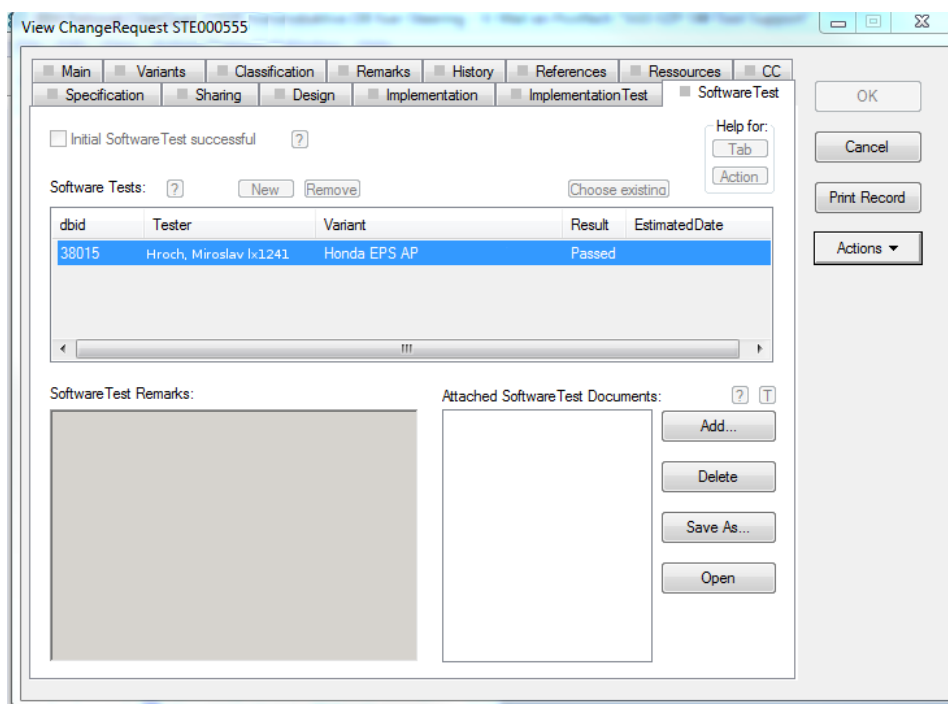 View ChangeRequest STE000555
Main Variants Classification Remarks History References Ressources CC
Specification Sharing Design Implementation ImplementationTest SoftwareTest
OK
Initial SoftwareTest successful ?
Help for:
Tab
Cancel
Action
Software Tests: ? New Remove Choose existing
Print Record
dbid Tester Variant Result EstimatedDate
38015 Hroch, Miroslav lx1241 Honda EPS AP Passed
Actions
SoftwareTest Remarks:
Attached SoftwareTest Documents: ? T
Add...
Delete
Save As...
Open